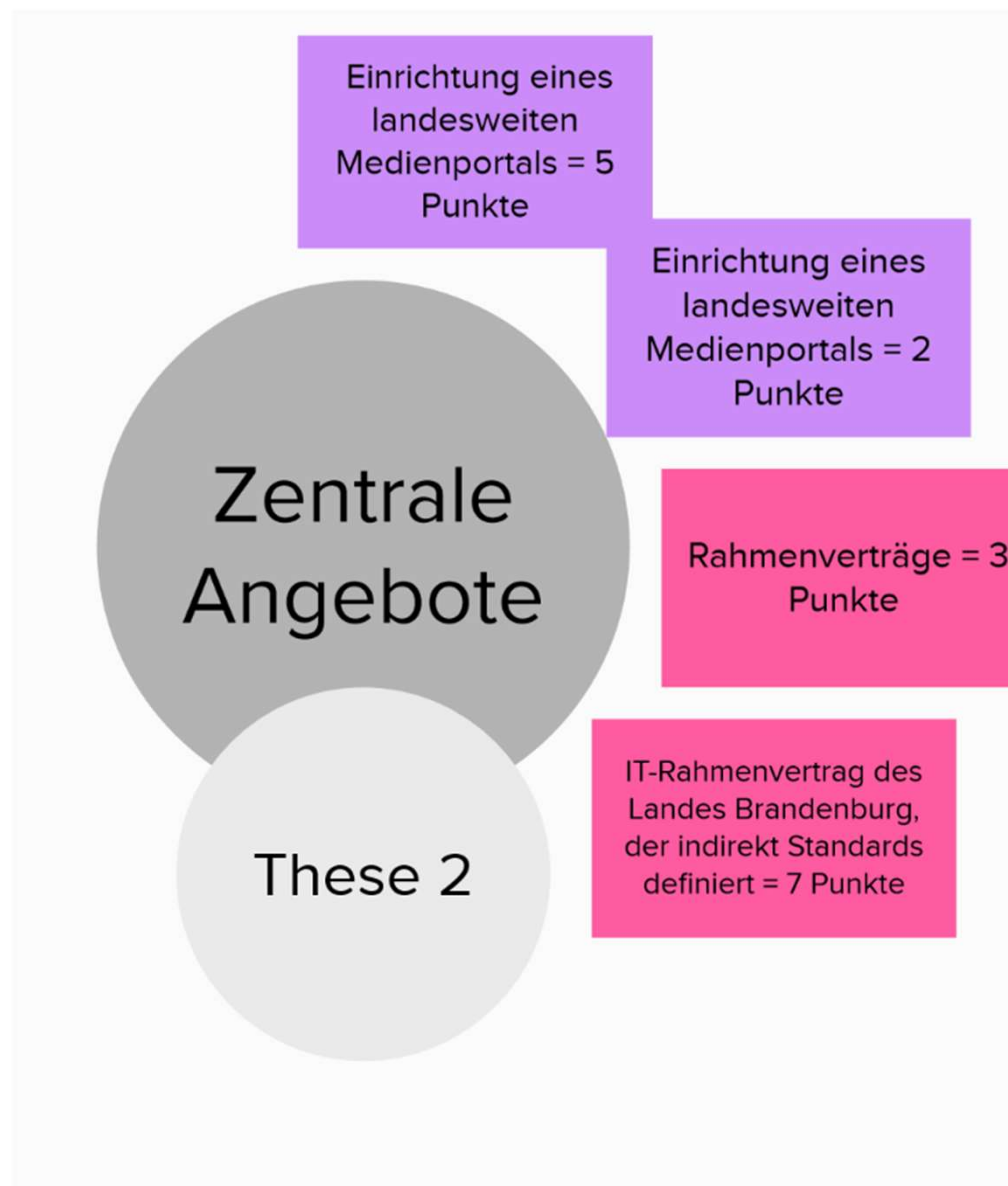 Einrichtung eines
landesweiten
Medienportals = 5
Punkte
Einrichtung eines
landesweiten
Medienportals = 2
Punkte
Zentrale
Angebote
Rahmenverträge = 3
Punkte
IT-Rahmenvertrag des
Landes Brandenburg,
der indirekt Standards
definiert = 7 Punkte
These 2